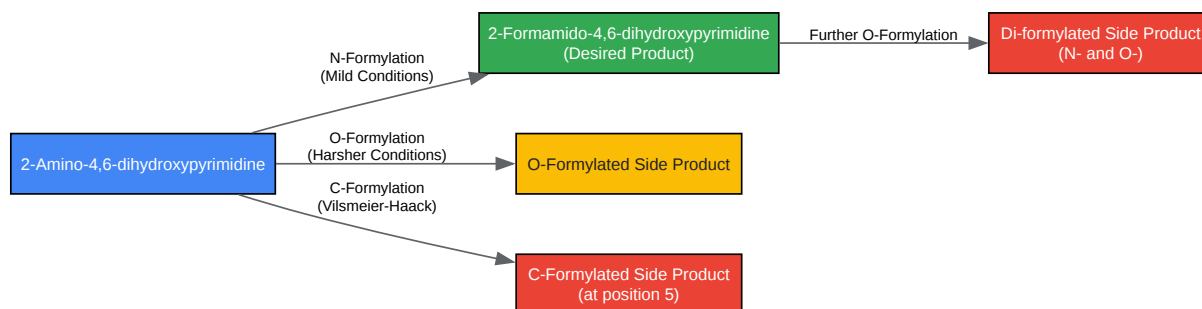 2-Formamido-4,6-dihydroxypyrimidine
(Desired Product)
Further O-Formylation
Di-formylated Side Product
(N- and O-)
N-Formylation
(Mild Conditions)
2-Amino-4,6-dihydroxypyrimidine
O-Formylation
(Harsher Conditions)
O-Formylated Side Product
C-Formylation
(Vilsmeier-Haack)
C-Formylated Side Product
(at position 5)